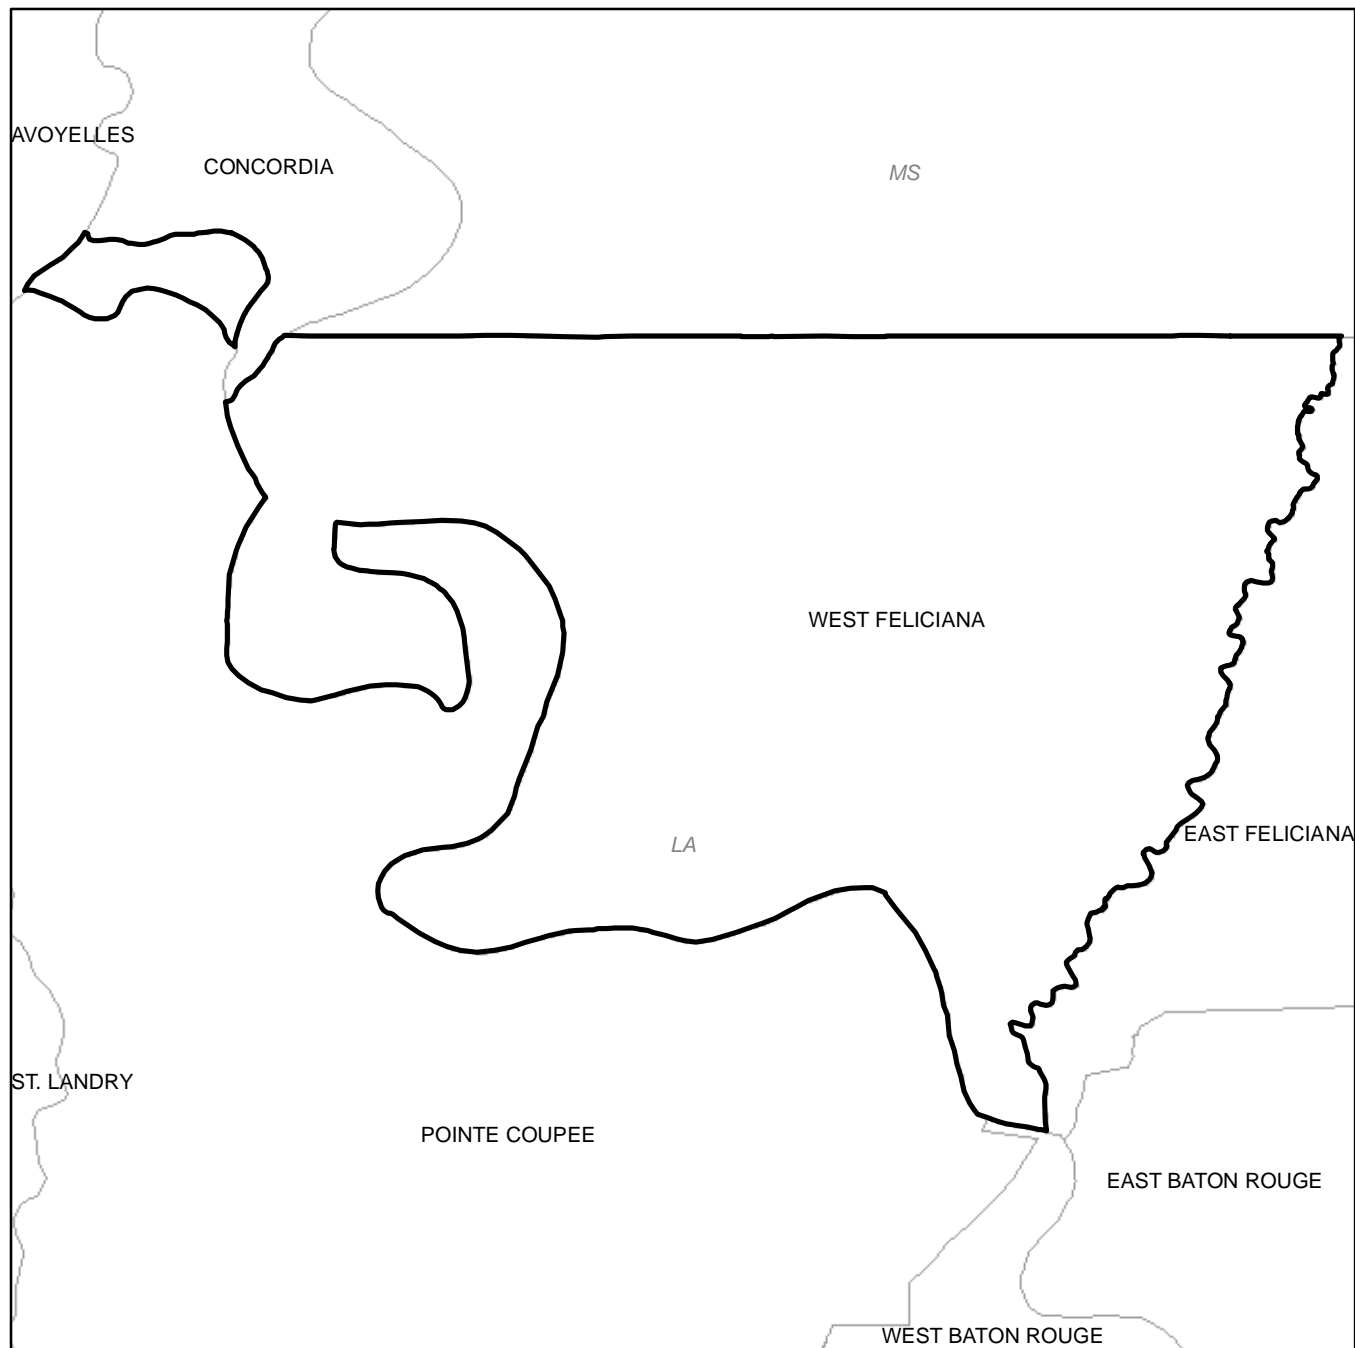 AVOYELLES
CONCORDIA
MS
WEST FELICIANA
EAST FELICIANA
LA
ST. LANDRY
POINTE COUPEE
EAST BATON ROUGE
WEST BATON ROUGE